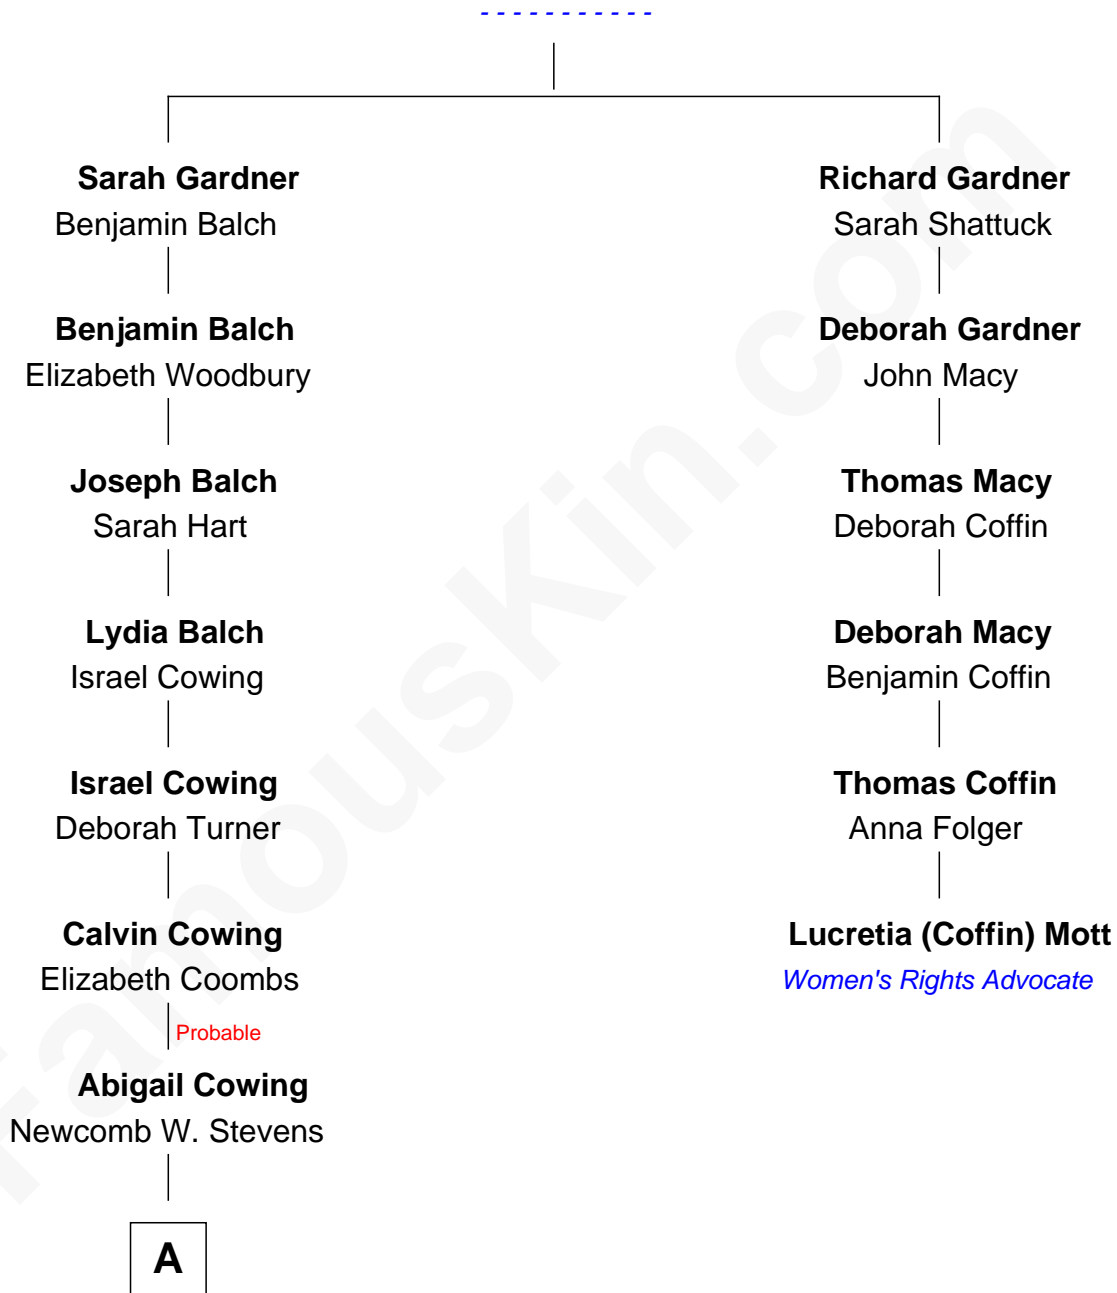 - - - - - - - - - - -
Sarah Gardner
Benjamin Balch
Benjamin Balch
Elizabeth Woodbury
Joseph Balch
Sarah Hart
Lydia Balch
Israel Cowing
Israel Cowing
Deborah Turner
Calvin Cowing
Elizabeth Coombs
Probable
Abigail Cowing
Newcomb W. Stevens
A
Richard Gardner
Sarah Shattuck
Deborah Gardner
John Macy
Thomas Macy
Deborah Coffin
Deborah Macy
Benjamin Coffin
Thomas Coffin
Anna Folger
Lucretia (Coffin) Mott
Women's Rights Advocate
FamousKin.com